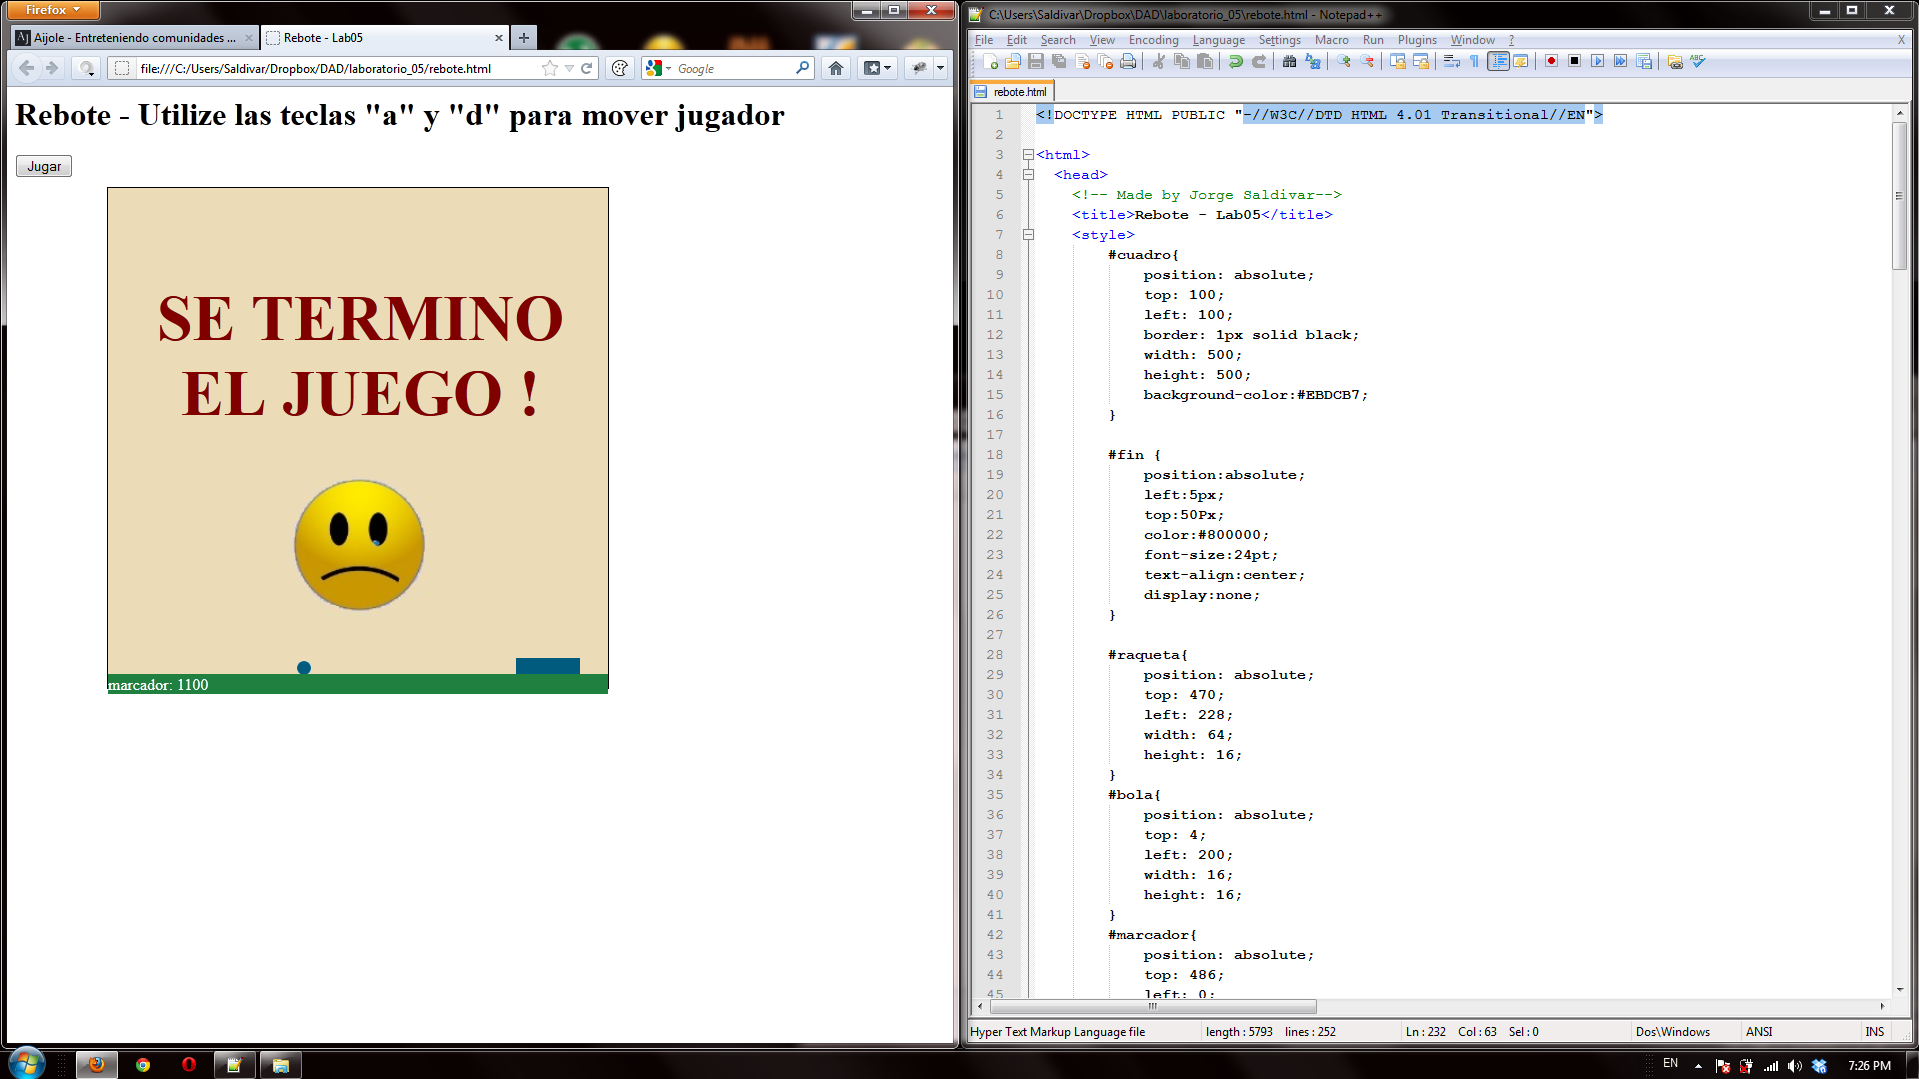 Firefox
Aijole - Entreteniendo comunidades ...
Rebote - Lab05
file:///C:/Users/Saldivar/Dropbox/DAD/laboratorio_05/rebote.html
Google
Rebote - Utilize las teclas "a" y "d" para mover jugador
Jugar
SE TERMINO
EL JUEGO !
marcador: 1100
C:\Users\Saldivar\Dropbox\DAD\laboratorio_05\rebote.html - Notepad++
File Edit Search View Encoding Language Settings Macro Run Plugins Window ? X
rebote.html
1 <!DOCTYPE HTML PUBLIC "-//W3C//DTD HTML 4.01 Transitional//EN">
2
3 <html>
4 <head>
5 <!-- Made by Jorge Saldivar-->
6 <title>Rebote - Lab05</title>
7 <style>
8 #cuadro{
9 position: absolute;
10 top: 100;
11 left: 100;
12 border: 1px solid black;
13 width: 500;
14 height: 500;
15 background-color:#EBDCB7;
16 }
17
18 #fin {
19 position:absolute;
20 left:5px;
21 top:50Px;
22 color:#800000;
23 font-size:24pt;
24 text-align:center;
25 display:none;
26 }
27
28 #raqueta{
29 position: absolute;
30 top: 470;
31 left: 228;
32 width: 64;
33 height: 16;
34 }
35 #bola{
36 position: absolute;
37 top: 4;
38 left: 200;
39 width: 16;
40 height: 16;
41 }
42 #marcador{
43 position: absolute;
44 top: 486;
45 left: 0;
Hyper Text Markup Language file length : 5793 lines : 252 Ln : 232 Col : 63 Sel : 0 Dos\Windows ANSI INS
EN 7:26 PM